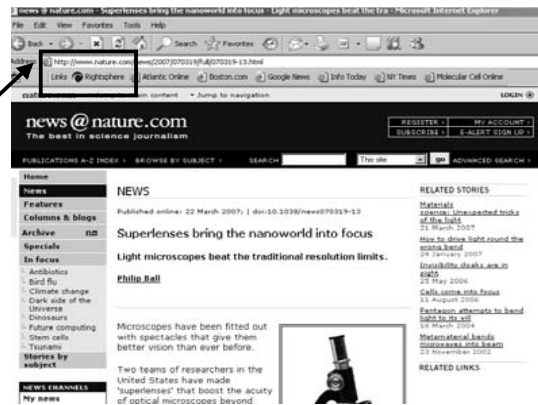 news @ nature.com - Superlenses bring the nanoworld into focus - Light microscopes beat the tra - Microsoft Internet Explorer
File Edit View Favorites Tools Help
Back Search Favorites
Address http://www.nature.com/news/2007/070319/full/070319-13.html
Links Rightsphere Atlantic Online Boston.com Google News Info Today NY Times Molecular Cell Online
content Jump to navigation LOGIN
news @ nature.com
The best in science journalism
REGISTER MY ACCOUNT
SUBSCRIBE E-ALERT SIGN UP
PUBLICATIONS A-Z INDEX BROWSE BY SUBJECT SEARCH This site go ADVANCED SEARCH
Home
News
Features
Columns & blogs
Archive
Specials
In focus
Antibiotics
Bird flu
Climate change
Dark side of the
Universe
Dinosaurs
Future computing
Stem cells
Tsunami
Stories by
subject
NEWS CHANNELS
My news
NEWS
Published online: 22 March 2007; | doi:10.1038/news070319-13
Superlenses bring the nanoworld into focus
Light microscopes beat the traditional resolution limits.
Philip Ball
Microscopes have been fitted out
with spectacles that give them
better vision than ever before.
Two teams of researchers in the
United States have made
'superlenses' that boost the acuity
of optical microscopes beyond
RELATED STORIES
Materials
science: Unexpected tricks
of the light
21 March 2007
How to drive light round the
wrong bend
24 January 2007
Invisibility cloaks are in
sight
25 May 2006
Cells come into focus
11 August 2006
Pentagon attempts to bend
light to its will
18 March 2004
Metamaterial bends
microwaves into beam
23 November 2002
RELATED LINKS